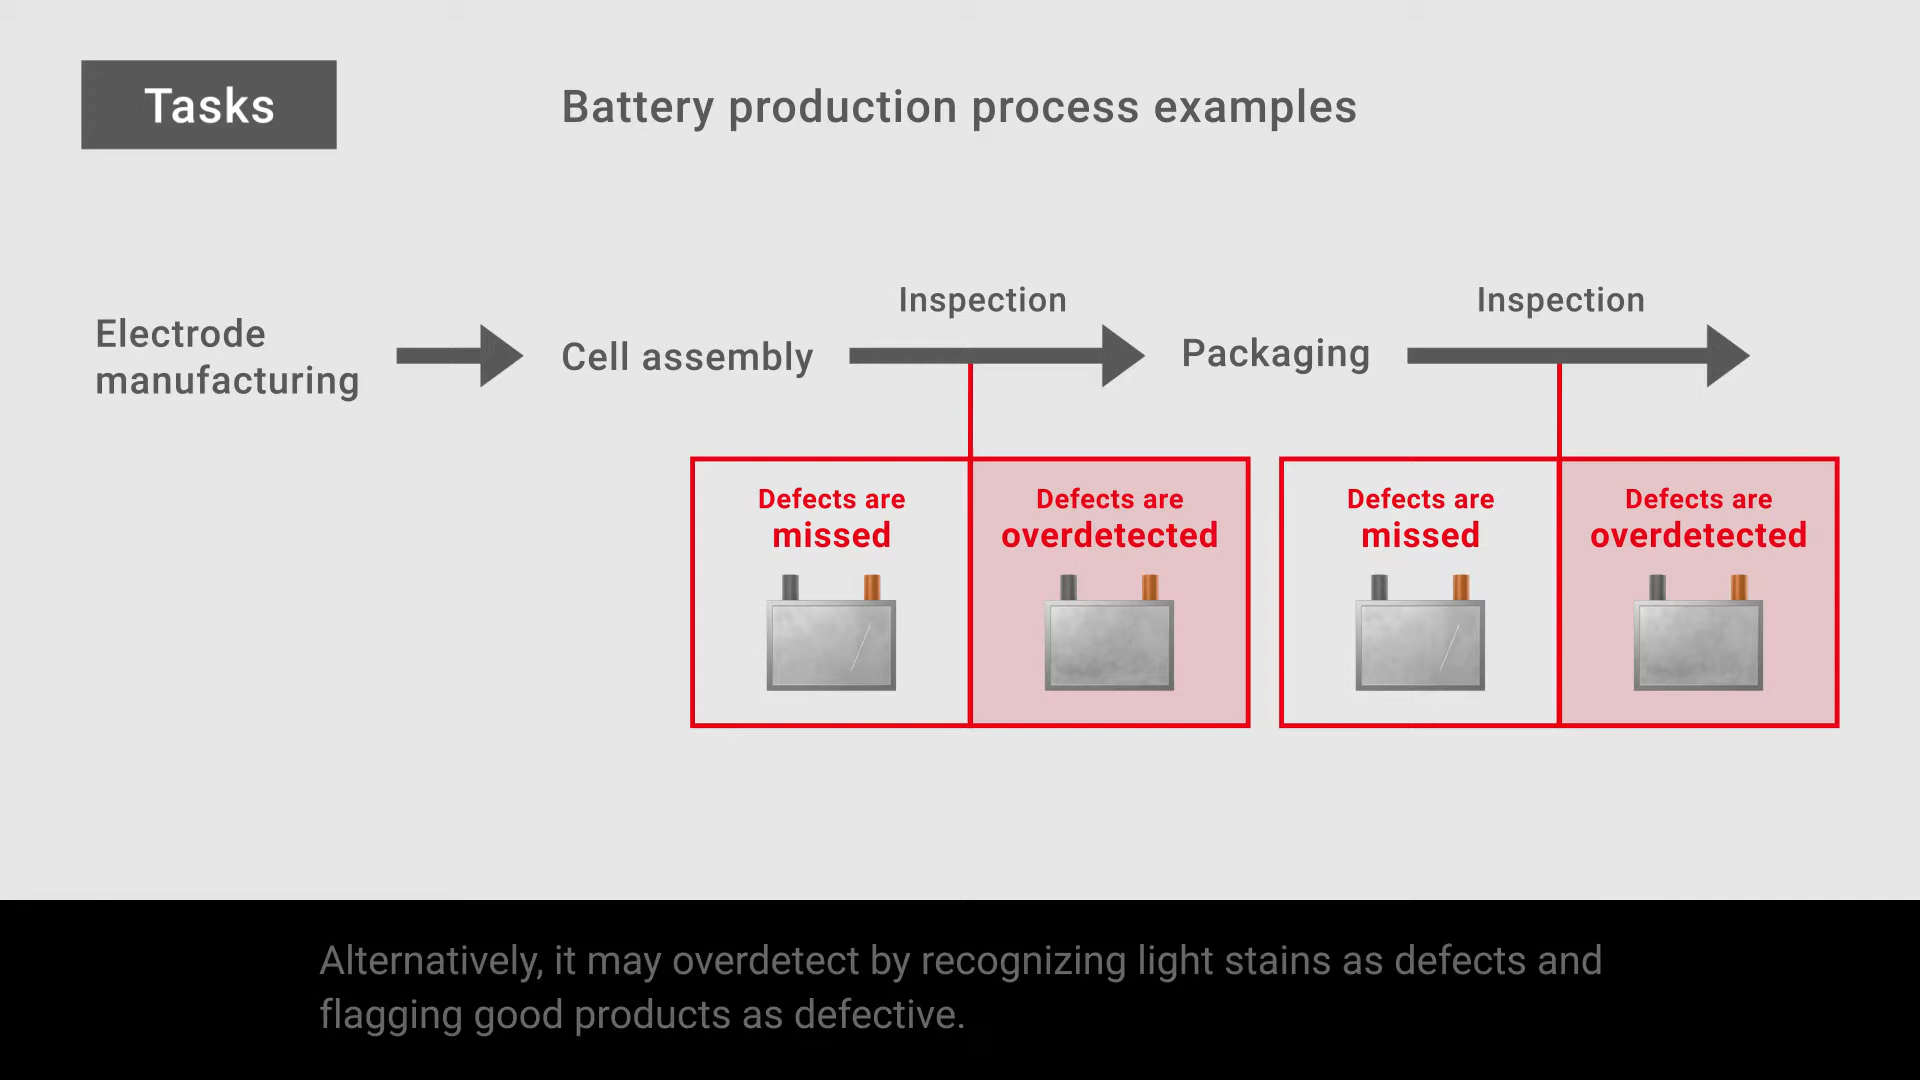 Tasks
Battery production process examples
Inspection
Inspection
Electrode
manufacturing
Cell assembly
Packaging
Defects are
missed
Defects are
overdetected
Defects are
missed
Defects are
overdetected
Alternatively, it may overdetect by recognizing light stains as defects and
flagging good products as defective.